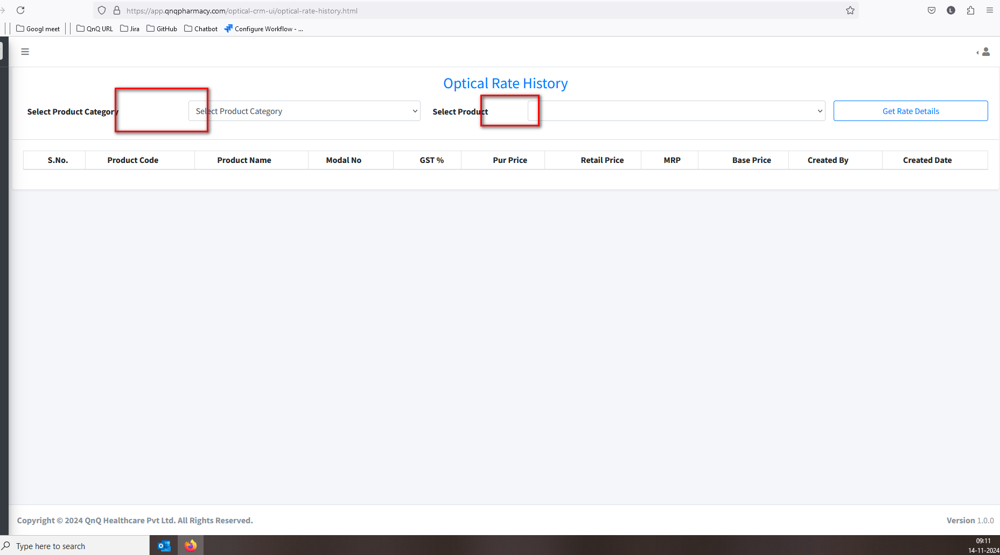 https://app.qnqpharmacy.com/optical-crm-ui/optical-rate-history.html
L
Googl meet QnQ URL Jira GitHub Chatbot Configure Workflow - ...
Optical Rate History
Select Product Category Select Product Category Select Product Get Rate Details
S.No. Product Code Product Name Modal No GST % Pur Price Retail Price MRP Base Price Created By Created Date
Copyright © 2024 QnQ Healthcare Pvt Ltd. All Rights Reserved. Version 1.0.0
Type here to search
09:11
14-11-2024